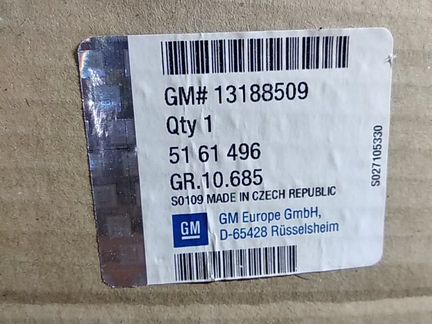 GM# 13188509
Qty 1
51 61 496
GR.10.685
S0109 MADE IN CZECH REPUBLIC
GM
GM Europe GmbH,
D-65428 Rüsselsheim
S027105330